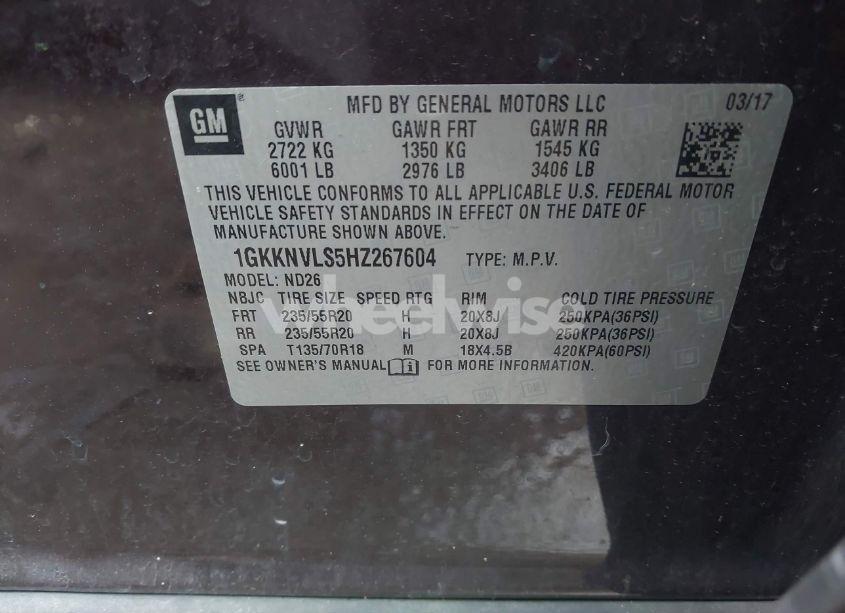 GM
MFD BY GENERAL MOTORS LLC 03/17
GVWR GAWR FRT GAWR RR
2722 KG 1350 KG 1545 KG
6001 LB 2976 LB 3406 LB
THIS VEHICLE CONFORMS TO ALL APPLICABLE U.S. FEDERAL MOTOR
VEHICLE SAFETY STANDARDS IN EFFECT ON THE DATE OF
MANUFACTURE SHOWN ABOVE.
1GKKNVLS5HZ267604 TYPE: M.P.V.
MODEL: ND26
NBJC TIRE SIZE SPEED RTG RIM COLD TIRE PRESSURE
FRT 235/55R20 H 20X8J 250KPA(36PSI)
RR 235/55R20 H 20X8J 250KPA(36PSI)
SPA T135/70R18 M 18X4.5B 420KPA(60PSI)
SEE OWNER'S MANUAL FOR MORE INFORMATION.
wheelwise